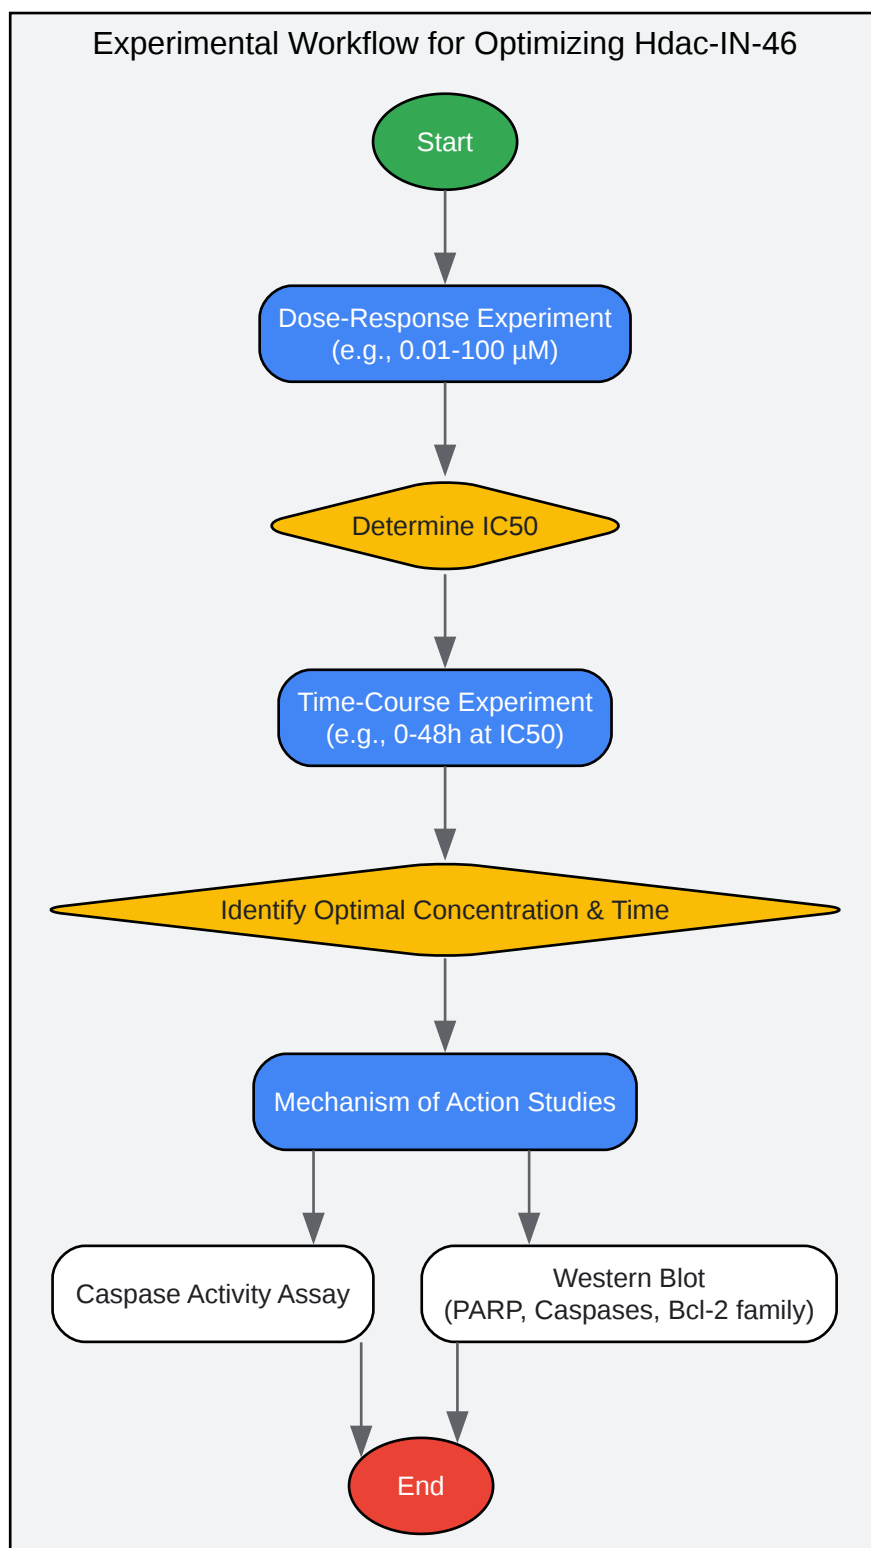 Experimental Workflow for Optimizing Hdac-IN-46
Start
Dose-Response Experiment
(e.g., 0.01-100 µM)
Determine IC50
Time-Course Experiment
(e.g., 0-48h at IC50)
Identify Optimal Concentration & Time
Mechanism of Action Studies
Caspase Activity Assay
Western Blot
(PARP, Caspases, Bcl-2 family)
End